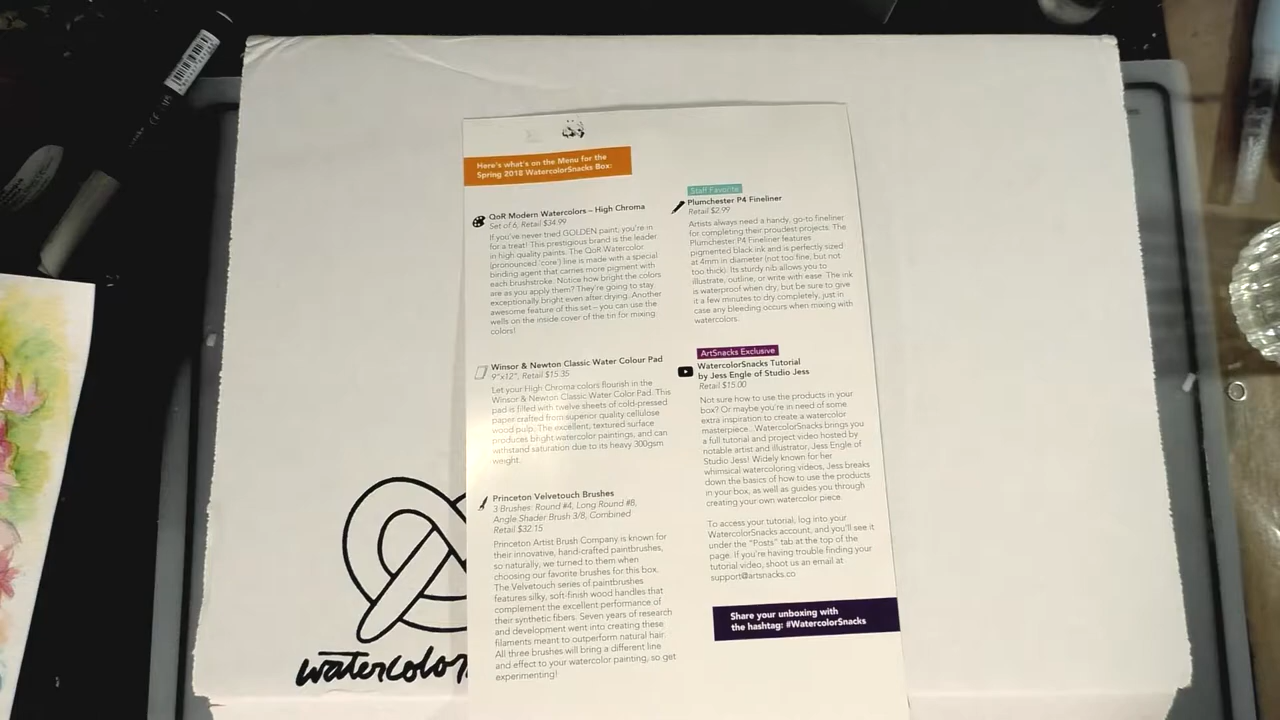 Here's what's on the Menu for the
Spring 2018 WatercolorSnacks Box:
QoR Modern Watercolors – High Chroma
Set of 6, Retail $34.99
If you've never tried GOLDEN paint, you're in
for a treat! This prestigious brand is the leader
in high quality paints. The QoR Watercolor
(pronounced 'core') line is made with a special
binding agent that carries more pigment with
each brushstroke. Notice how bright the colors
are as you apply them? They're going to stay
exceptionally bright even after drying. Another
awesome feature of this set – you can use the
wells on the inside cover of the tin for mixing
colors!
Winsor & Newton Classic Water Colour Pad
9"x12", Retail $15.35
Let your High Chroma colors flourish in the
Winsor & Newton Classic Water Color Pad. This
pad is filled with twelve sheets of cold-pressed
paper crafted from superior quality cellulose
wood pulp. The excellent, textured surface
produces bright watercolor paintings, and can
withstand saturation due to its heavy 300gsm
weight.
Princeton Velvetouch Brushes
3 Brushes: Round #4, Long Round #8,
Angle Shader Brush 3/8, Combined
Retail $32.15
Princeton Artist Brush Company is known for
their innovative, hand-crafted paintbrushes,
so naturally, we turned to them when
choosing our favorite brushes for this box.
The Velvetouch series of paintbrushes
features silky, soft-finish wood handles that
complement the excellent performance of
their synthetic fibers. Seven years of research
and development went into creating these
filaments meant to outperform natural hair.
All three brushes will bring a different line
and effect to your watercolor painting, so get
experimenting!
Staff Favorite
Plumchester P4 Fineliner
Retail $2.99
Artists always need a handy, go-to fineliner
for completing their proudest projects. The
Plumchester P4 Fineliner features
pigmented black ink and is perfectly sized
at 4mm in diameter (not too fine, but not
too thick). Its sturdy nib allows you to
illustrate, outline, or write with ease. The ink
is waterproof when dry, but be sure to give
it a few minutes to dry completely, just in
case any bleeding occurs when mixing with
watercolors.
ArtSnacks Exclusive
WatercolorSnacks Tutorial
by Jess Engle of Studio Jess
Retail $15.00
Not sure how to use the products in your
box? Or maybe you're in need of some
extra inspiration to create a watercolor
masterpiece.. WatercolorSnacks brings you
a full tutorial and project video hosted by
notable artist and illustrator, Jess Engle of
Studio Jess! Widely known for her
whimsical watercoloring videos, Jess breaks
down the basics of how to use the products
in your box, as well as guides you through
creating your own watercolor piece.
To access your tutorial, log into your
WatercolorSnacks account, and you'll see it
under the "Posts" tab at the top of the
page. If you're having trouble finding your
tutorial video, shoot us an email at
support@artsnacks.co
Share your unboxing with
the hashtag: #WatercolorSnacks
watercolor